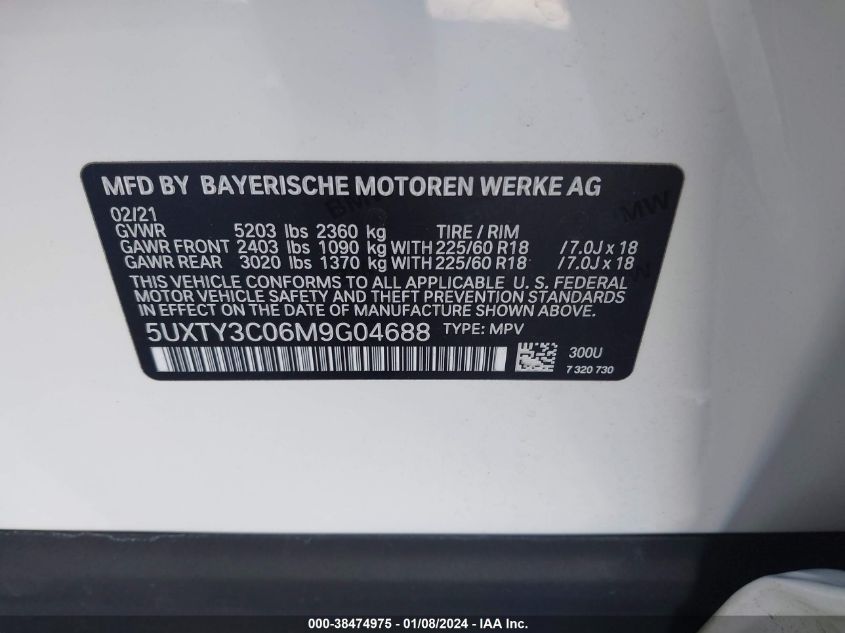 MFD BY BAYERISCHE MOTOREN WERKE AG
02/21
GVWR 5203 lbs 2360 kg TIRE / RIM
GAWR FRONT 2403 lbs 1090 kg WITH 225/60 R18 /7.0J x 18
GAWR REAR 3020 lbs 1370 kg WITH 225/60 R18 /7.0J x 18
THIS VEHICLE CONFORMS TO ALL APPLICABLE U. S. FEDERAL
MOTOR VEHICLE SAFETY AND THEFT PREVENTION STANDARDS
IN EFFECT ON THE DATE OF MANUFACTURE SHOWN ABOVE.
5UXTY3C06M9G04688 TYPE: MPV
300U
7 320 730
BMW
BMW
000-38474975 - 01/08/2024 - IAA Inc.